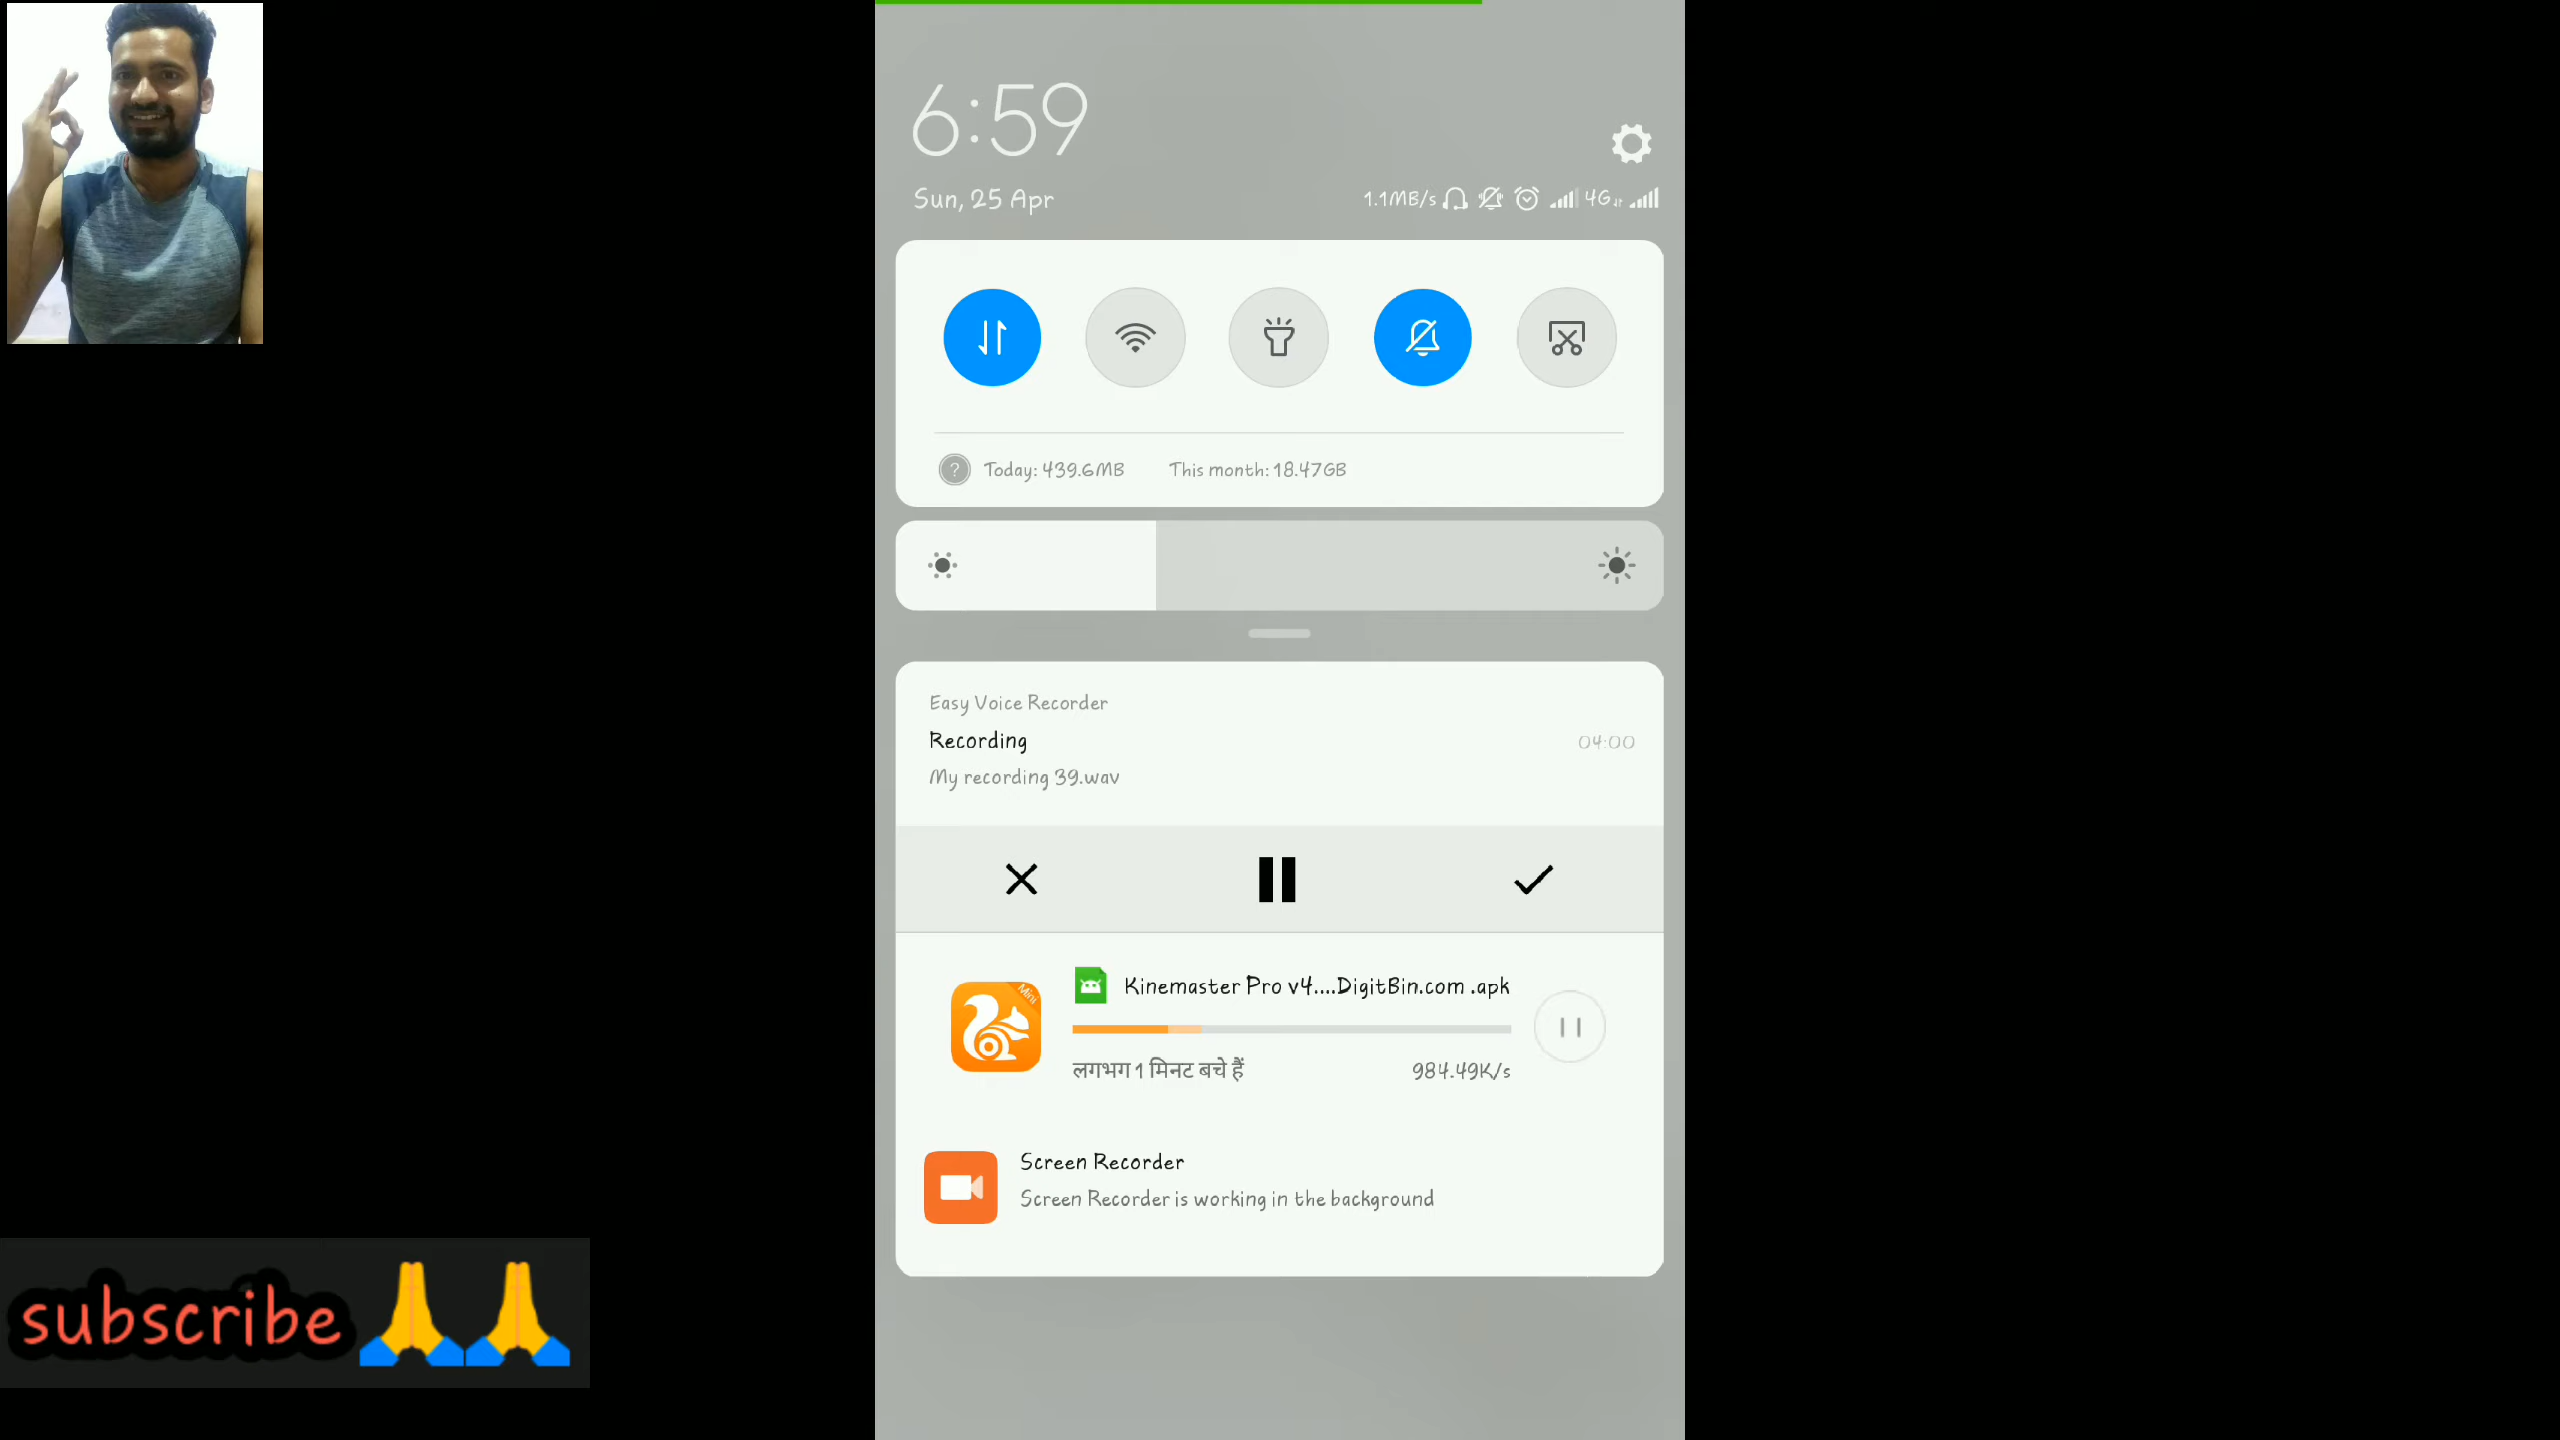 6:59
Sun, 25 Apr
1.1MB/s 4G
Today: 439.6MB This month: 18.47GB
Easy Voice Recorder
Recording
04:00
My recording 39.wav
Mini
Kinemaster Pro v4....DigitBin.com .apk
लगभग 1 मिनट बचे हैं 984.49K/s
Screen Recorder
Screen Recorder is working in the background
subscribe🙏🙏